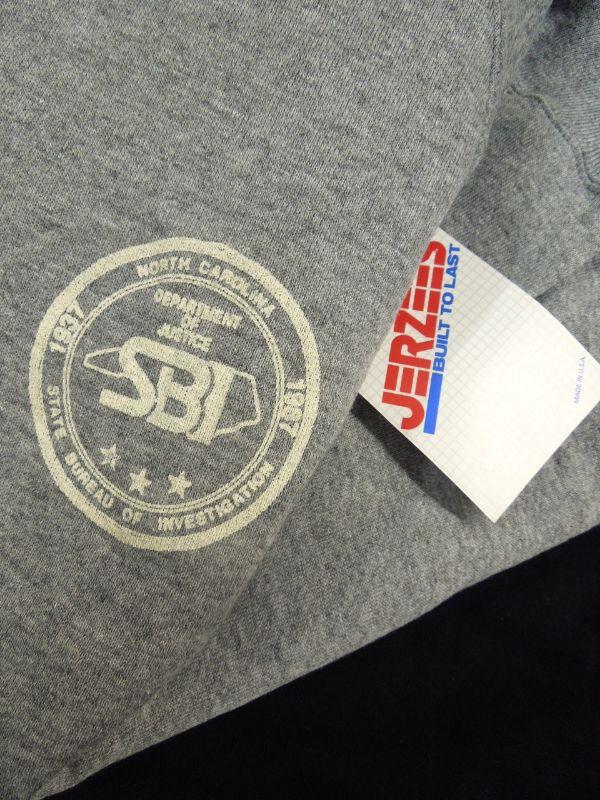 NORTH CAROLINA
1937
1987
DEPARTMENT
OF
JUSTICE
SBI
STATE BUREAU OF INVESTIGATION
JERZEES
BUILT TO LAST
MADE IN U.S.A.